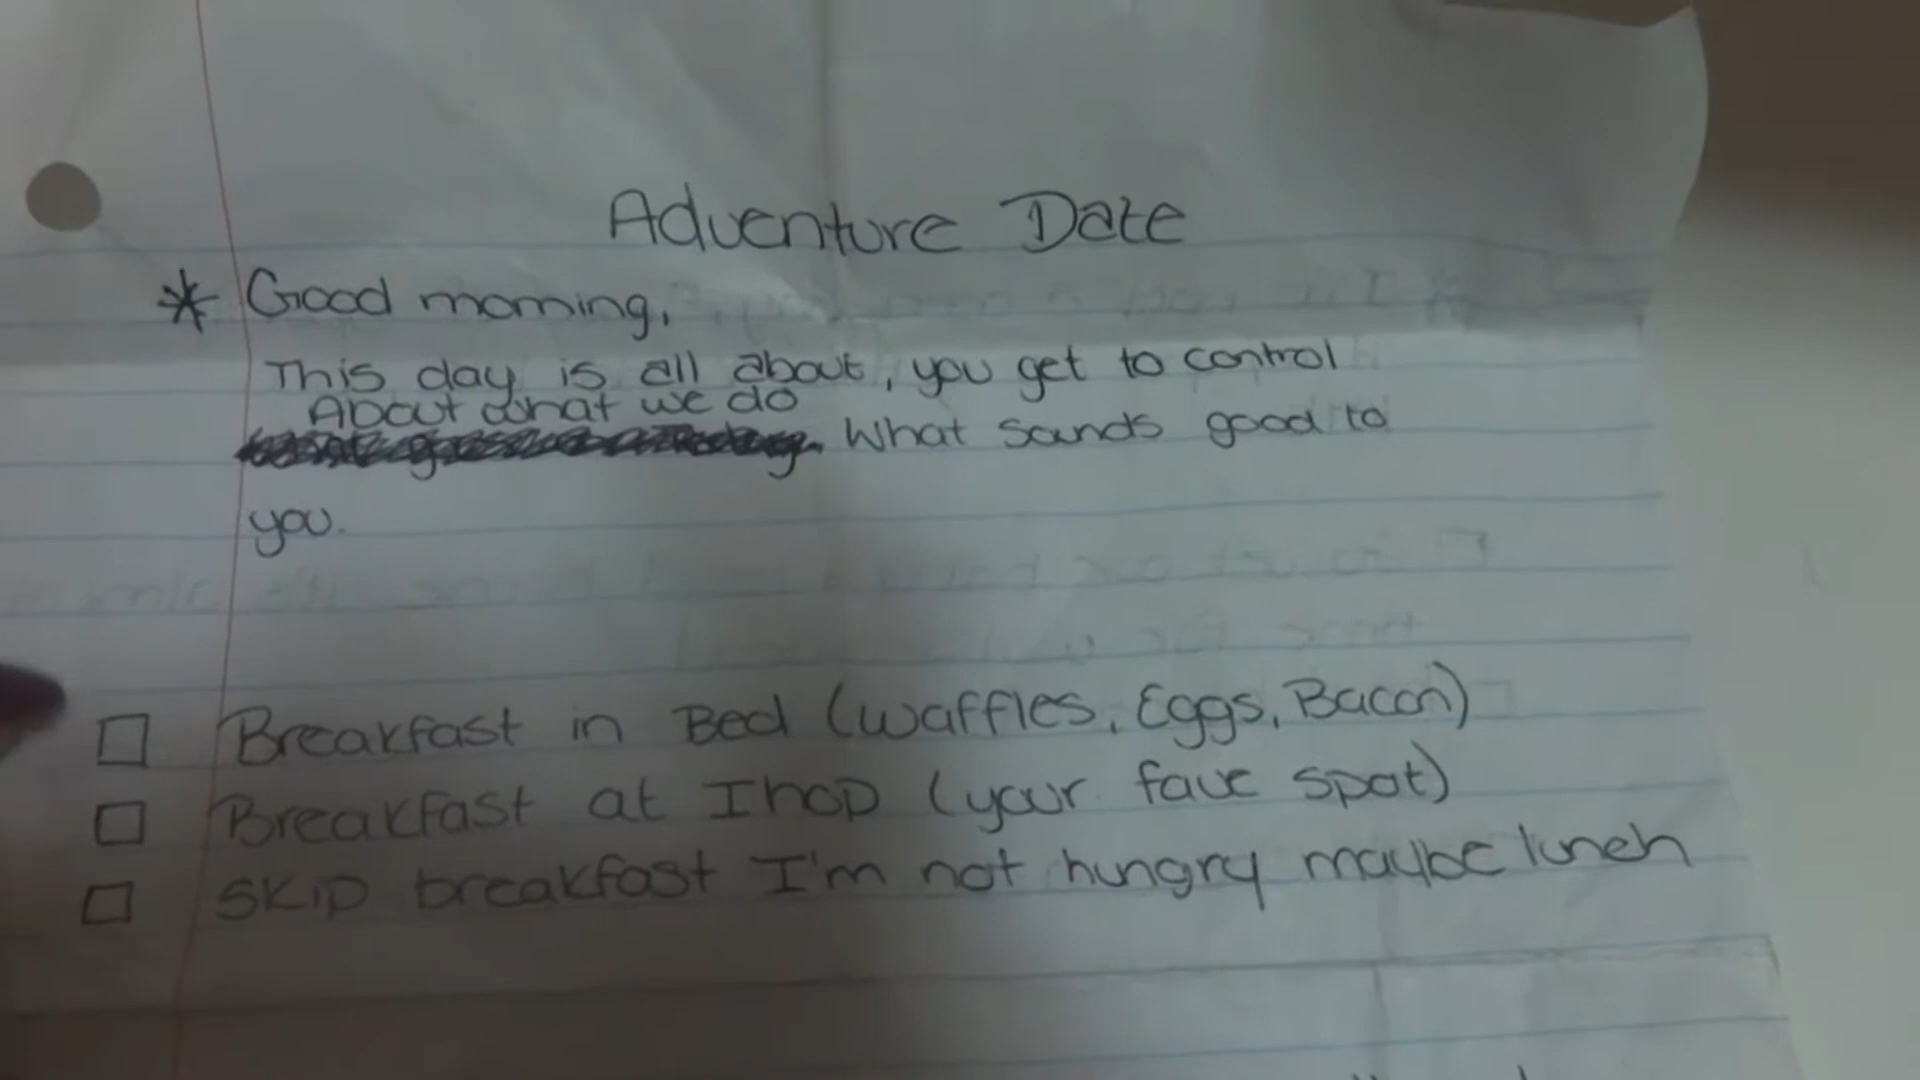 Adventure Date
* Good morning,
This day is all about, you get to control
About what we do
What sounds good to
you.
Breakfast in Bed (waffles, Eggs, Bacon)
Breakfast at Ihop (your fave spot)
Skip breakfast I'm not hungry maybe lunch